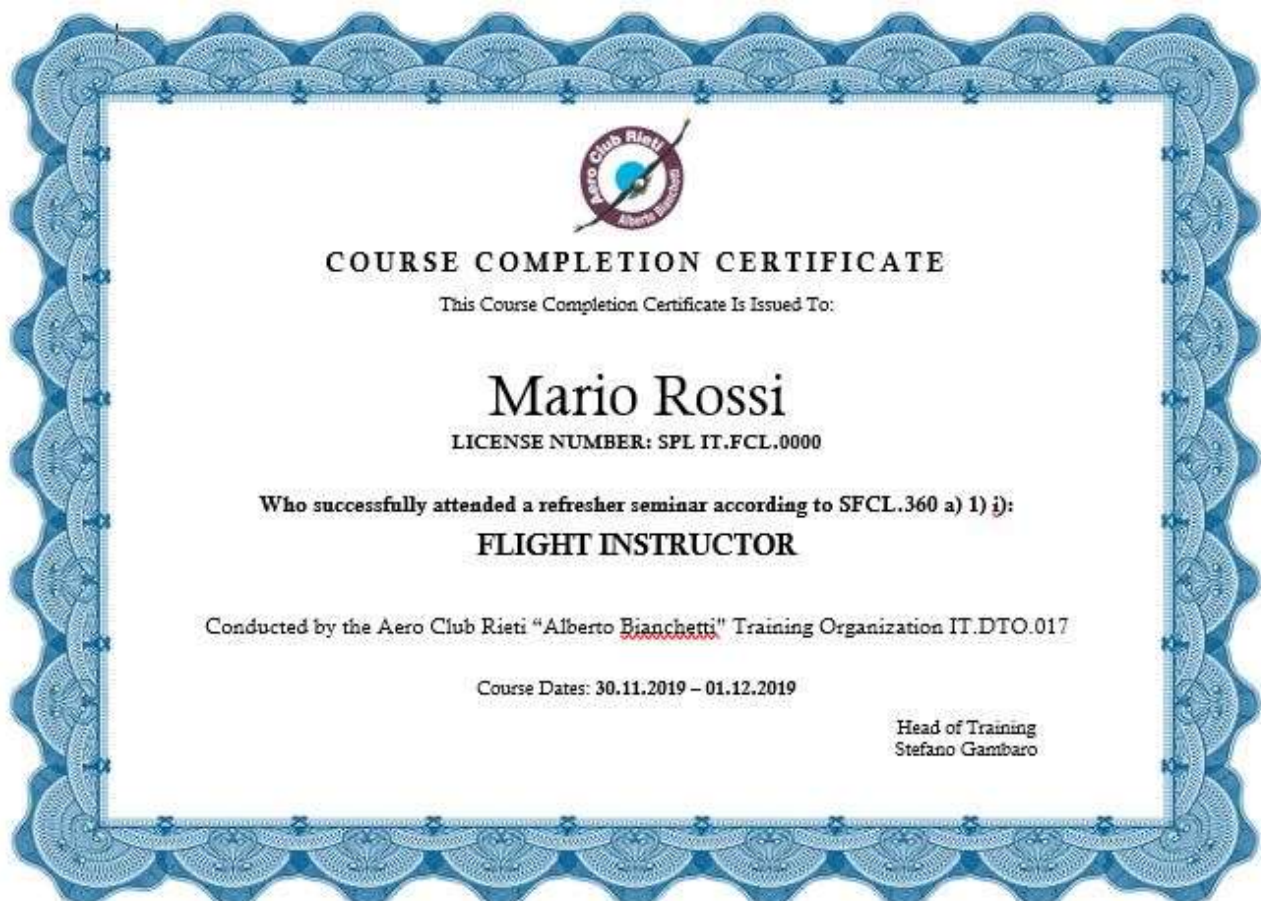 Aero Club Rieti
Alberto Bianchetti
COURSE COMPLETION CERTIFICATE
This Course Completion Certificate Is Issued To:
Mario Rossi
LICENSE NUMBER: SPL IT.FCL.0000
Who successfully attended a refresher seminar according to SFCL.360 a) 1) i):
FLIGHT INSTRUCTOR
Conducted by the Aero Club Rieti “Alberto Bianchetti” Training Organization IT.DTO.017
Course Dates: 30.11.2019 – 01.12.2019
Head of Training
Stefano Gambaro